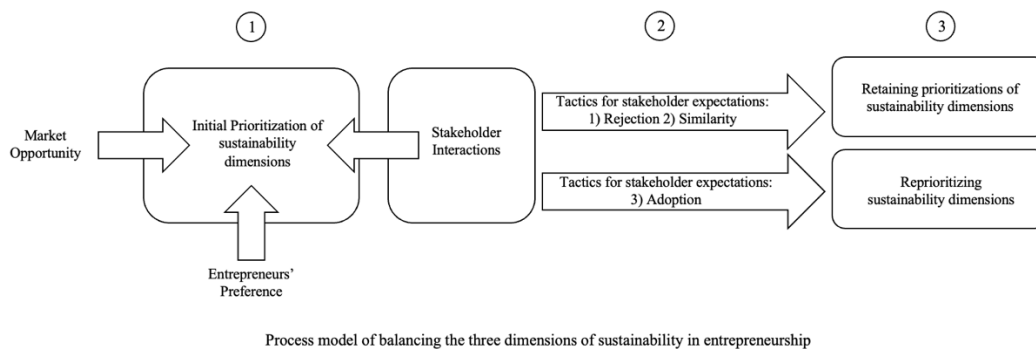 1
2
3
Market
Opportunity
Initial Prioritization of
sustainability
dimensions
Entrepreneurs’
Preference
Stakeholder
Interactions
Tactics for stakeholder expectations:
1) Rejection 2) Similarity
Tactics for stakeholder expectations:
3) Adoption
Retaining prioritizations of
sustainability dimensions
Reprioritizing
sustainability dimensions
Process model of balancing the three dimensions of sustainability in entrepreneurship